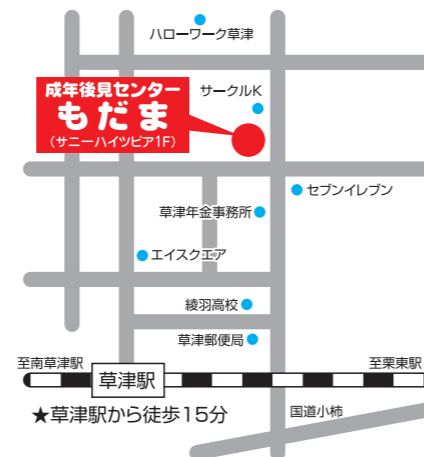 ハローワーク草津
成年後見センター
もだま
(サニーハイツピア1F)
サークルK
セブンイレブン
草津年金事務所
エイスクエア
綾羽高校
草津郵便局
至南草津駅
至栗東駅
草津駅
★草津駅から徒歩15分
国道小柿